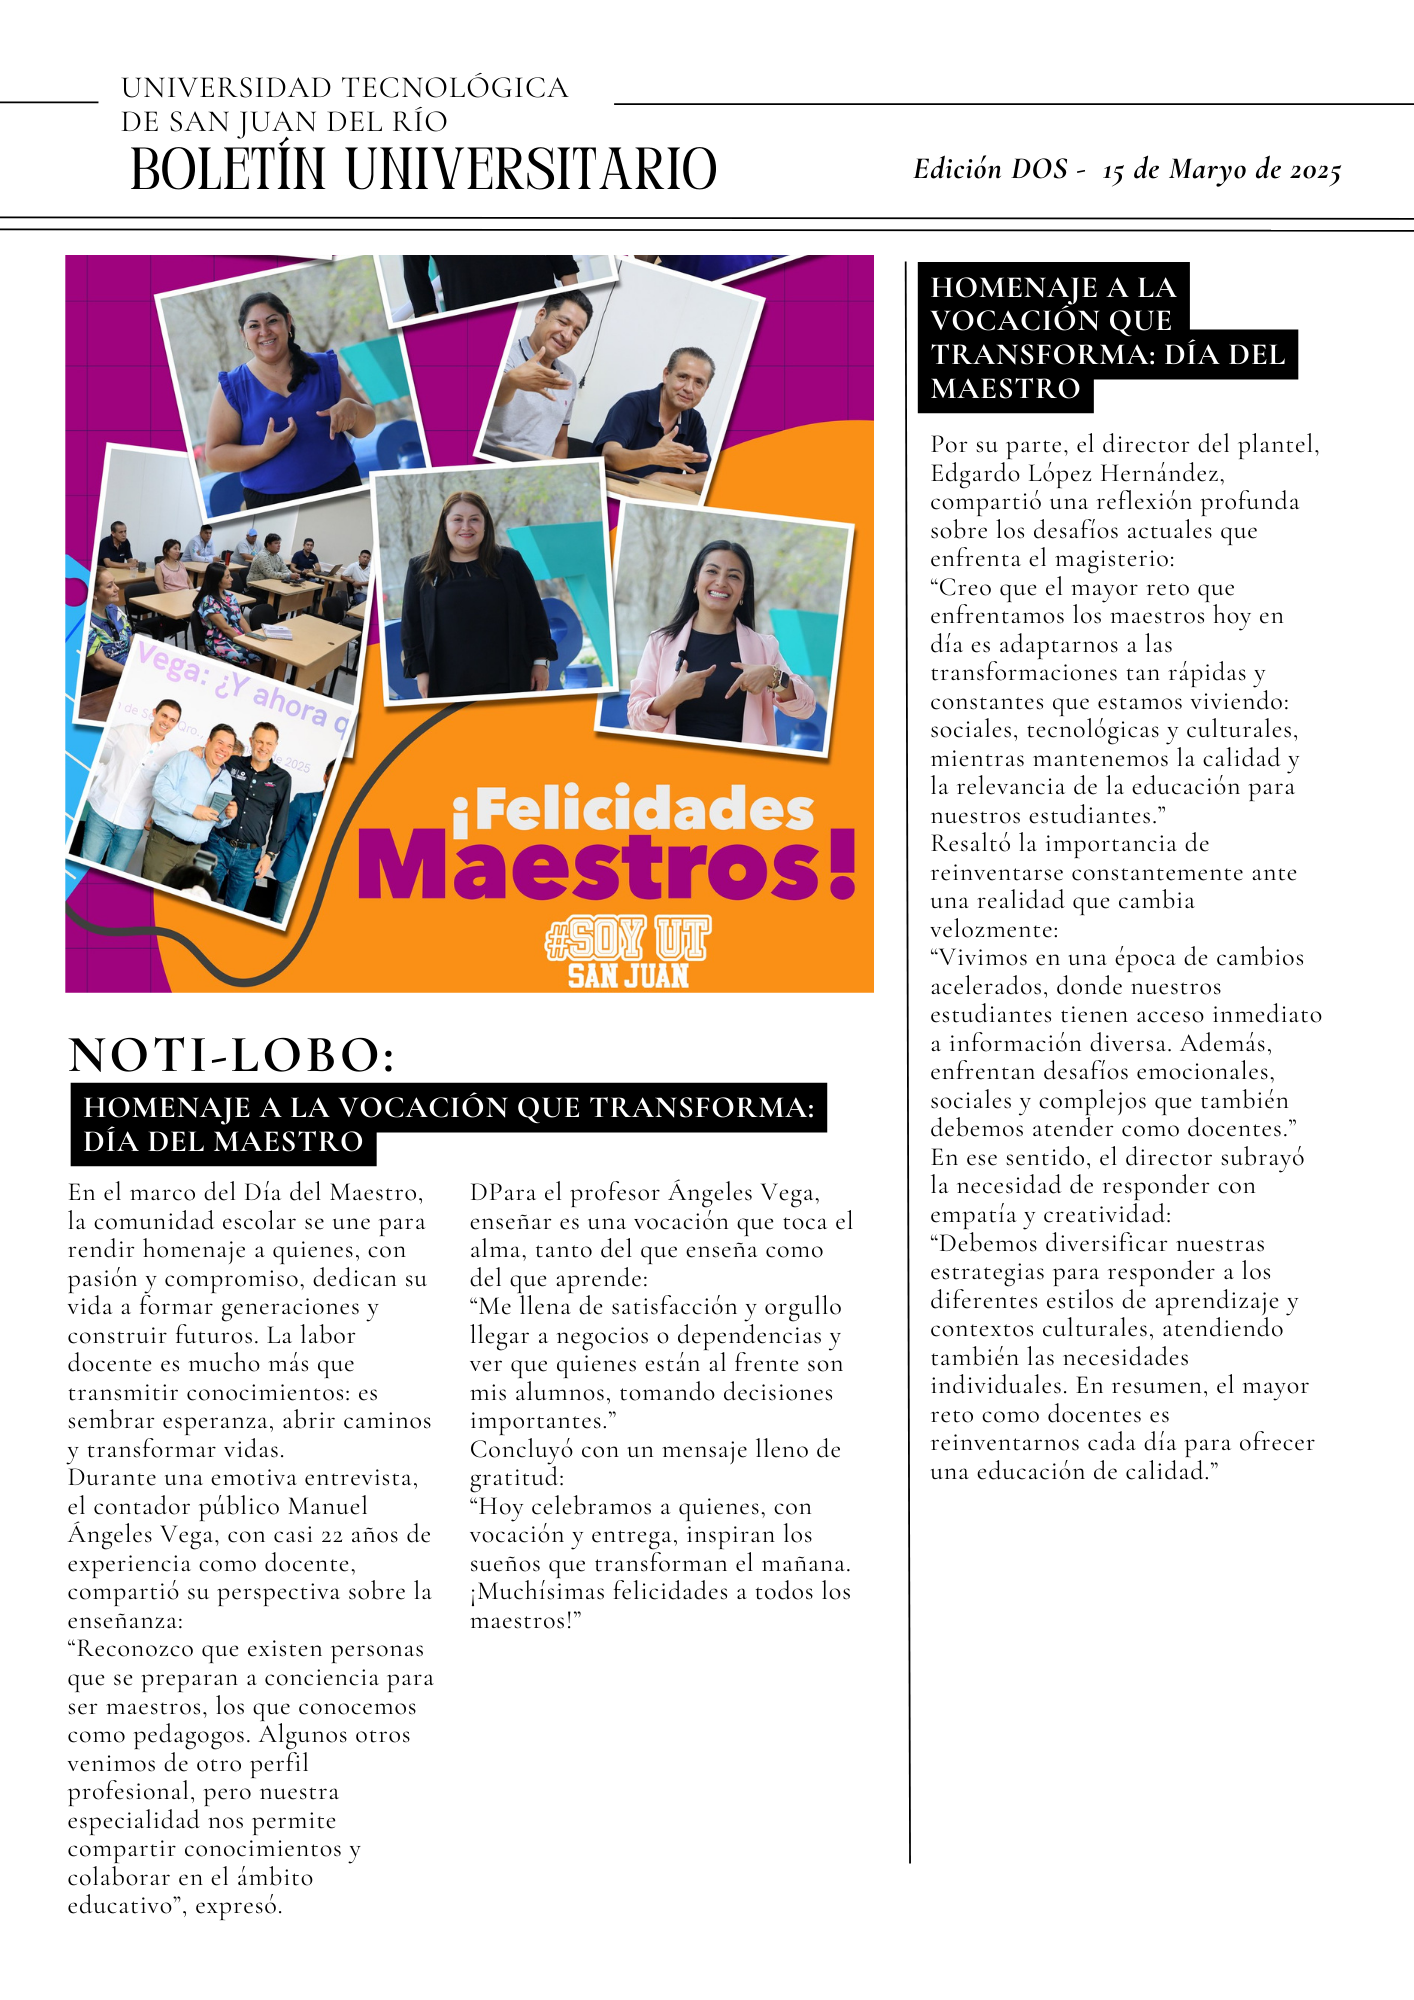 UNIVERSIDAD TECNOLÓGICA
DE SAN JUAN DEL RÍO
BOLETÍN UNIVERSITARIO
Edición DOS - 15 de Maryo de 2025
Vega: ¿Y ahora q
de 2025
¡Felicidades
Maestros!
#SOY UT
SAN JUAN
NOTI-LOBO:
HOMENAJE A LA VOCACIÓN QUE TRANSFORMA:
DÍA DEL MAESTRO
En el marco del Día del Maestro,
la comunidad escolar se une para
rendir homenaje a quienes, con
pasión y compromiso, dedican su
vida a formar generaciones y
construir futuros. La labor
docente es mucho más que
transmitir conocimientos: es
sembrar esperanza, abrir caminos
y transformar vidas.
Durante una emotiva entrevista,
el contador público Manuel
Ángeles Vega, con casi 22 años de
experiencia como docente,
compartió su perspectiva sobre la
enseñanza:
“Reconozco que existen personas
que se preparan a conciencia para
ser maestros, los que conocemos
como pedagogos. Algunos otros
venimos de otro perfil
profesional, pero nuestra
especialidad nos permite
compartir conocimientos y
colaborar en el ámbito
educativo”, expresó.
DPara el profesor Ángeles Vega,
enseñar es una vocación que toca el
alma, tanto del que enseña como
del que aprende:
“Me llena de satisfacción y orgullo
llegar a negocios o dependencias y
ver que quienes están al frente son
mis alumnos, tomando decisiones
importantes.”
Concluyó con un mensaje lleno de
gratitud:
“Hoy celebramos a quienes, con
vocación y entrega, inspiran los
sueños que transforman el mañana.
¡Muchísimas felicidades a todos los
maestros!”
HOMENAJE A LA
VOCACIÓN QUE
TRANSFORMA: DÍA DEL
MAESTRO
Por su parte, el director del plantel,
Edgardo López Hernández,
compartió una reflexión profunda
sobre los desafíos actuales que
enfrenta el magisterio:
“Creo que el mayor reto que
enfrentamos los maestros hoy en
día es adaptarnos a las
transformaciones tan rápidas y
constantes que estamos viviendo:
sociales, tecnológicas y culturales,
mientras mantenemos la calidad y
la relevancia de la educación para
nuestros estudiantes.”
Resaltó la importancia de
reinventarse constantemente ante
una realidad que cambia
velozmente:
“Vivimos en una época de cambios
acelerados, donde nuestros
estudiantes tienen acceso inmediato
a información diversa. Además,
enfrentan desafíos emocionales,
sociales y complejos que también
debemos atender como docentes.”
En ese sentido, el director subrayó
la necesidad de responder con
empatía y creatividad:
“Debemos diversificar nuestras
estrategias para responder a los
diferentes estilos de aprendizaje y
contextos culturales, atendiendo
también las necesidades
individuales. En resumen, el mayor
reto como docentes es
reinventarnos cada día para ofrecer
una educación de calidad.”